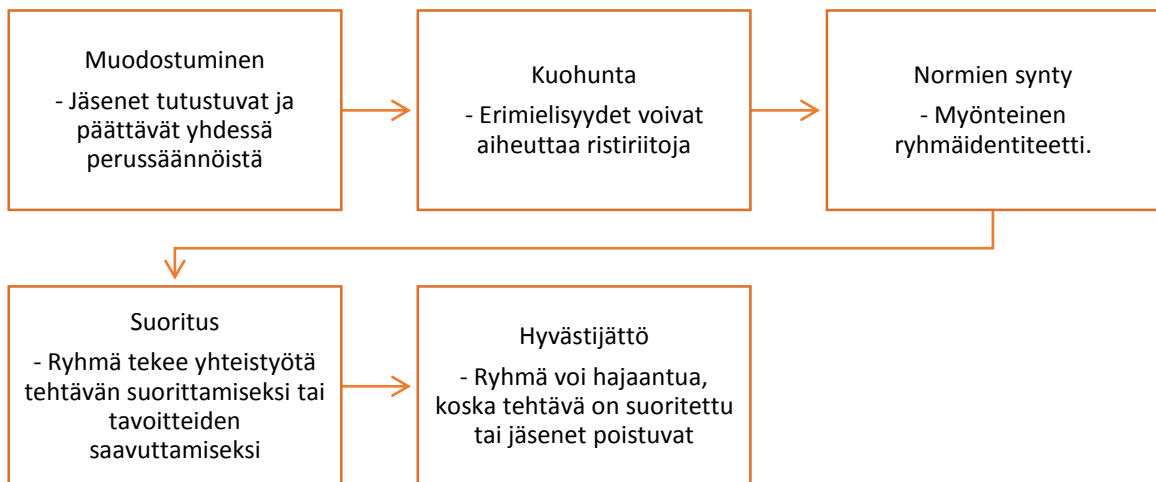 Muodostuminen
- Jäsenet tutustuvat ja
päättävät yhdessä
perussäännöistä
Kuohunta
- Erimielisyydet voivat
aiheuttaa ristiriitoja
Normien synty
- Myönteinen
ryhmäidentiteetti.
Suoritus
- Ryhmä tekee yhteistyötä
tehtävän suorittamiseksi tai
tavoitteiden
saavuttamiseksi
Hyvästijättö
- Ryhmä voi hajaantua,
koska tehtävä on suoritettu
tai jäsenet poistuvat